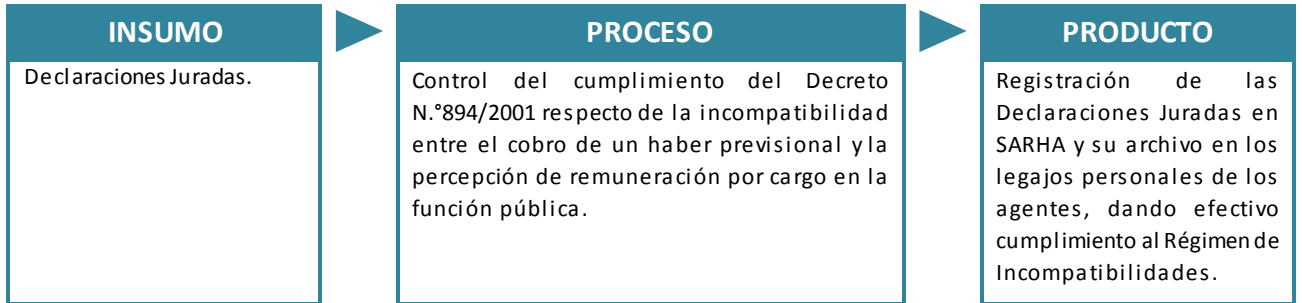 INSUMO
Declaraciones Juradas.
PROCESO
Control del cumplimiento del Decreto
N.°894/2001 respecto de la incompatibilidad
entre el cobro de un haber previsional y la
percepción de remuneración por cargo en la
función pública.
PRODUCTO
Registración de las
Declaraciones Juradas en
SARHA y su archivo en los
legajos personales de los
agentes, dando efectivo
cumplimiento al Régimen de
Incompatibilidades.